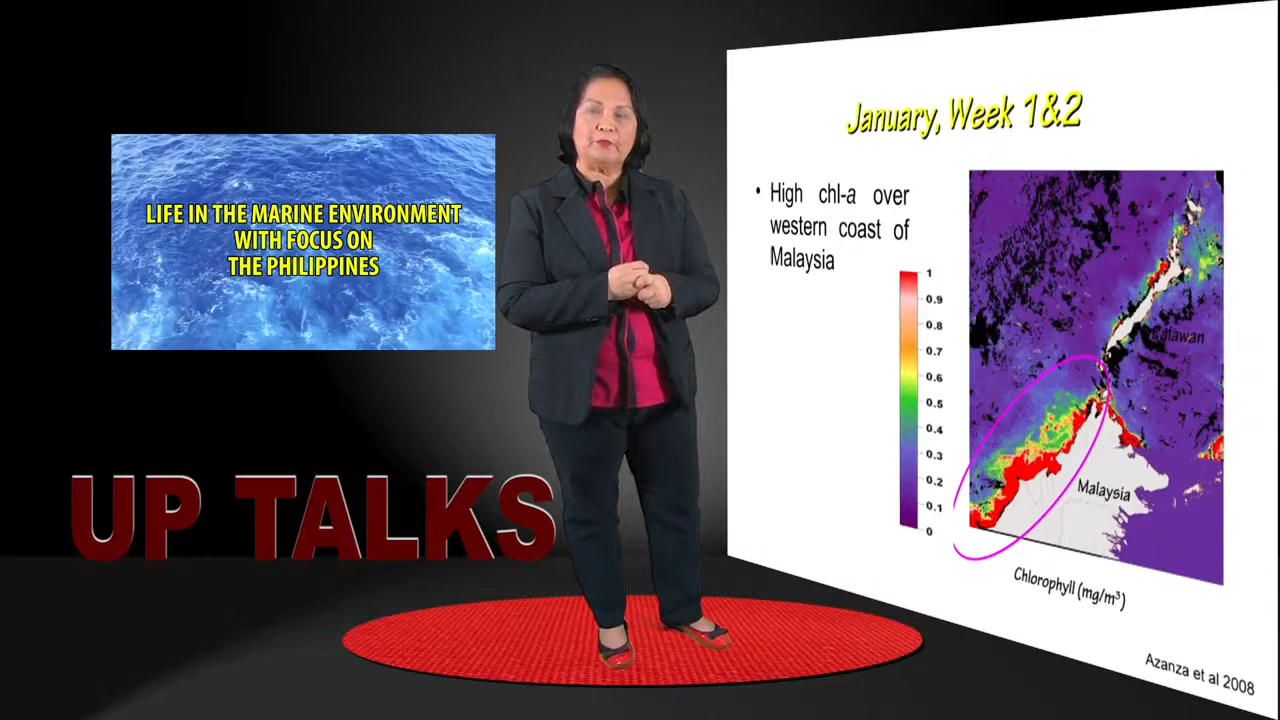 LIFE IN THE MARINE ENVIRONMENT
WITH FOCUS ON
THE PHILIPPINES
UP TALKS
January, Week 1&2
• High chl-a over
western coast of
Malaysia
1
0.9
0.8
0.7
0.6
0.5
0.4
0.3
0.2
0.1
0
Malaysia
Chlorophyll (mg/m³)
Azanza et al 2008